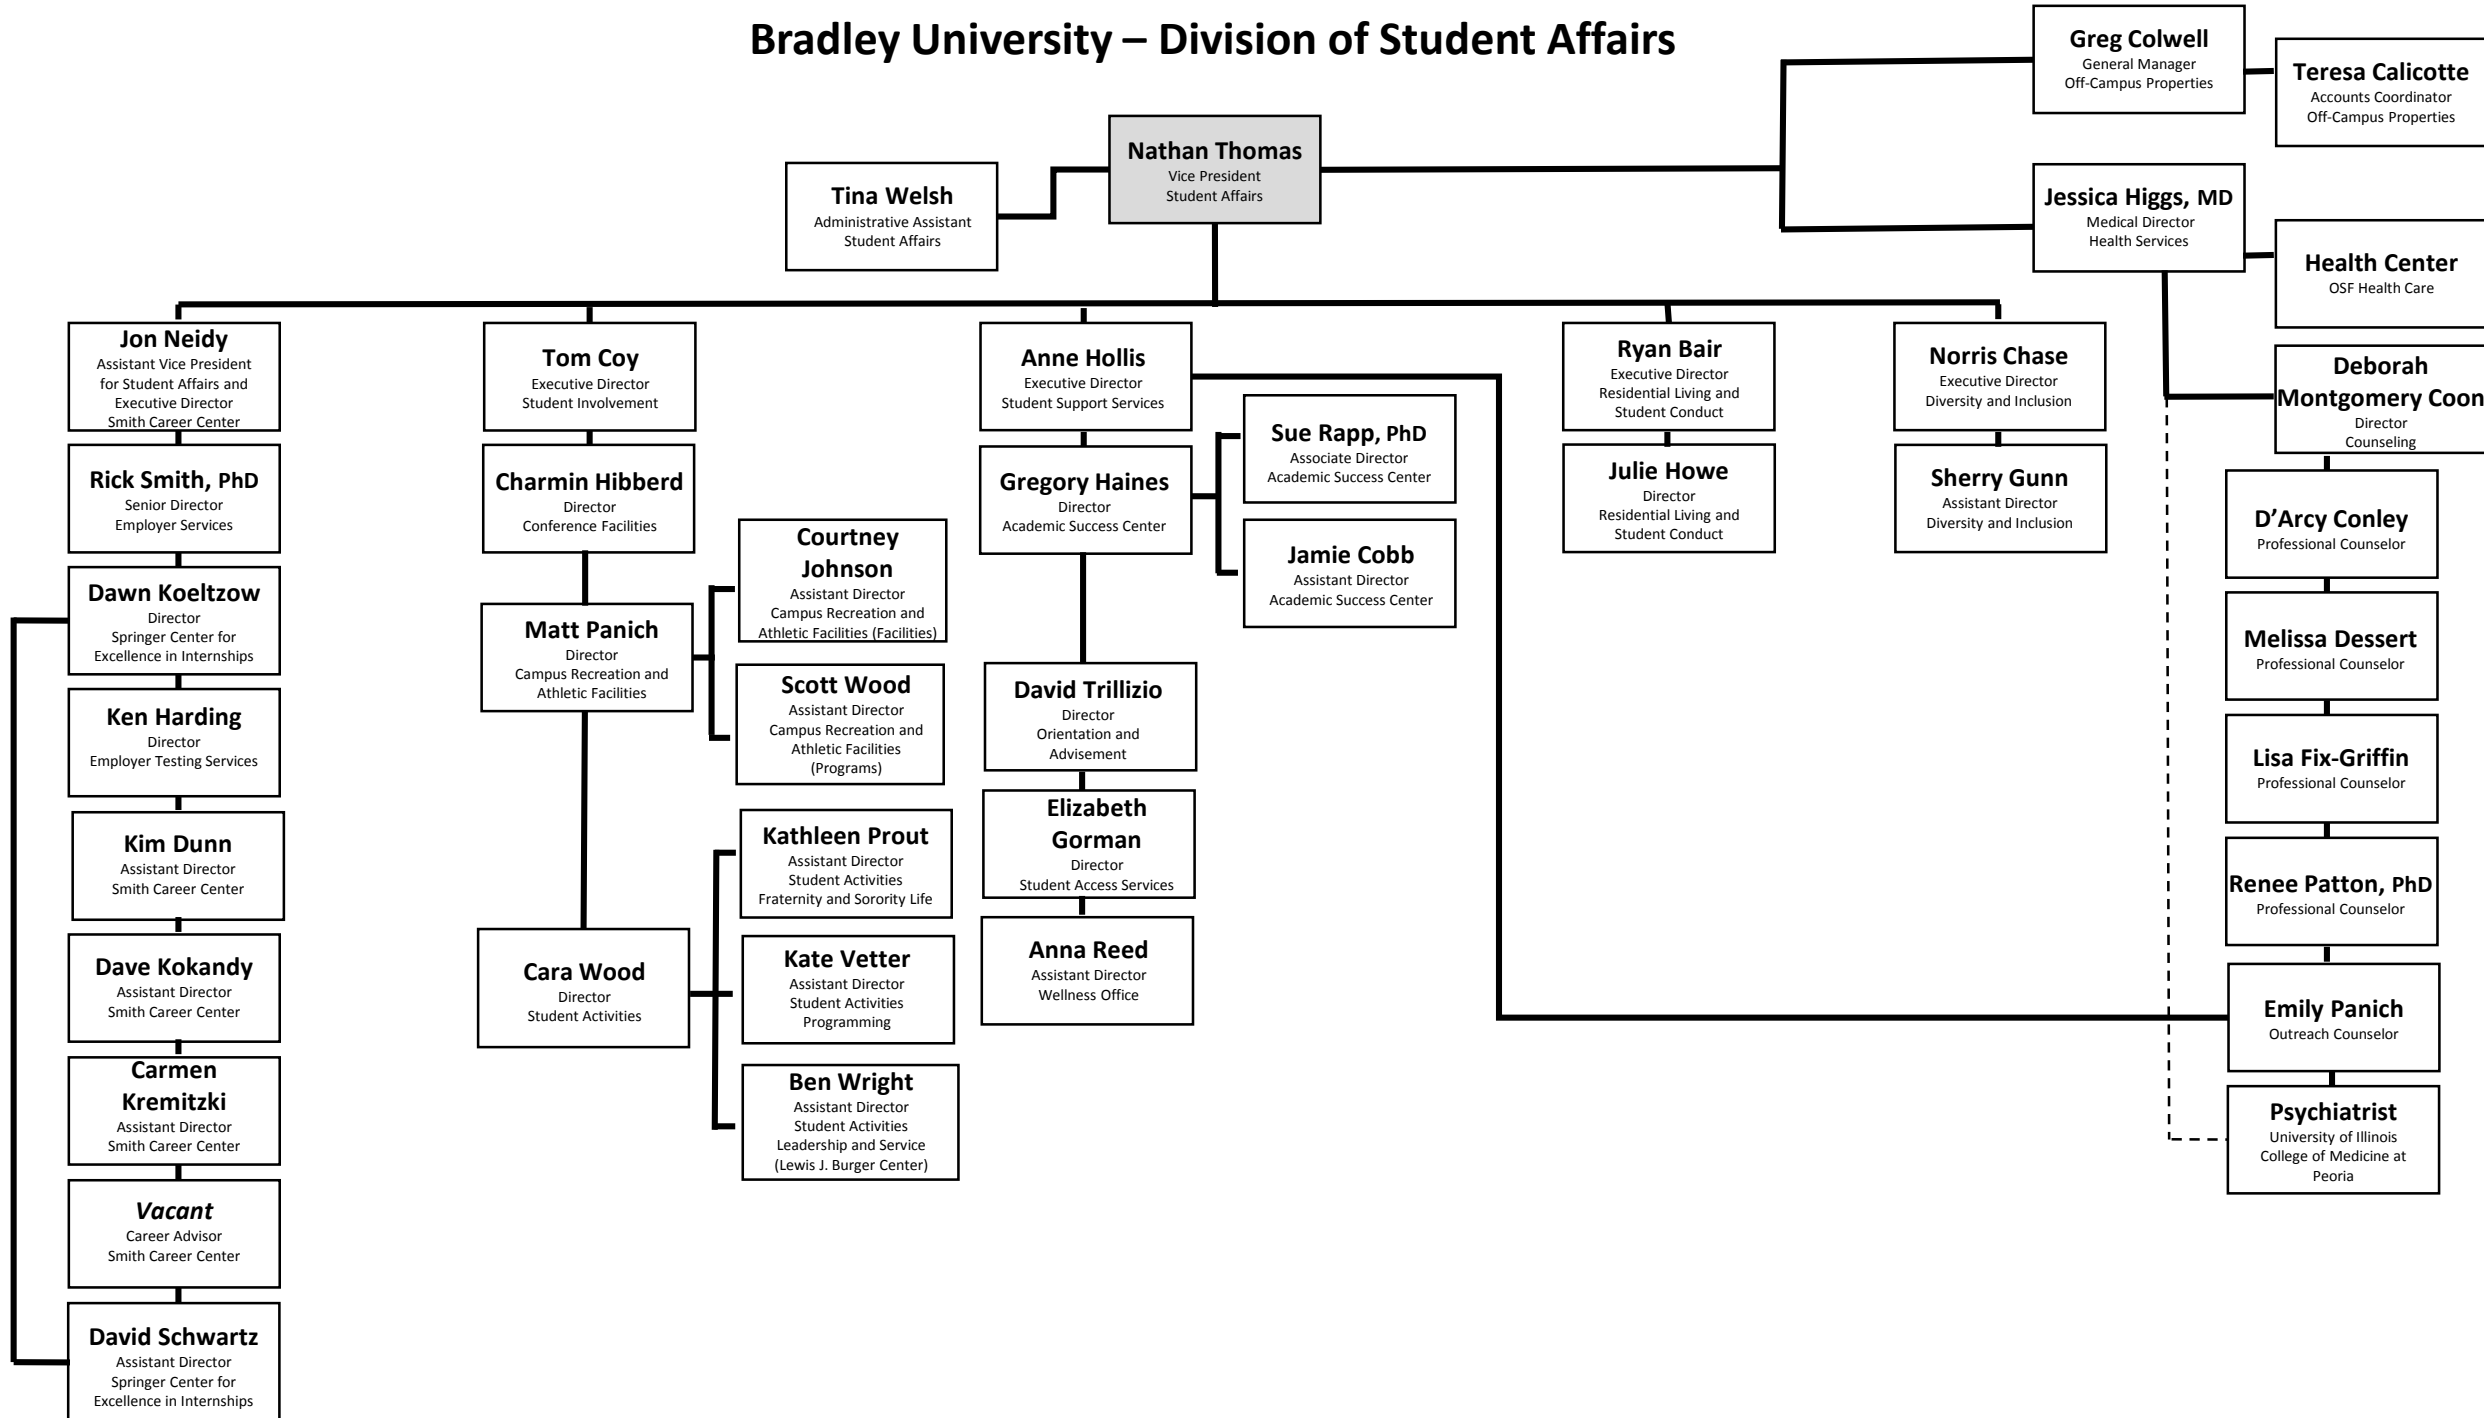 Bradley University – Division of Student Affairs
Greg Colwell
General Manager
Off-Campus Properties
Teresa Calicotte
Accounts Coordinator
Off-Campus Properties
Nathan Thomas
Vice President
Student Affairs
Tina Welsh
Administrative Assistant
Student Affairs
Jessica Higgs, MD
Medical Director
Health Services
Health Center
OSF Health Care
Jon Neidy
Assistant Vice President
for Student Affairs and
Executive Director
Smith Career Center
Rick Smith, PhD
Senior Director
Employer Services
Dawn Koeltzow
Director
Springer Center for
Excellence in Internships
Ken Harding
Director
Employer Testing Services
Kim Dunn
Assistant Director
Smith Career Center
Dave Kokandy
Assistant Director
Smith Career Center
Carmen
Kremitzki
Assistant Director
Smith Career Center
Vacant
Career Advisor
Smith Career Center
David Schwartz
Assistant Director
Springer Center for
Excellence in Internships
Tom Coy
Executive Director
Student Involvement
Charmin Hibberd
Director
Conference Facilities
Matt Panich
Director
Campus Recreation and
Athletic Facilities
Courtney
Johnson
Assistant Director
Campus Recreation and
Athletic Facilities (Facilities)
Scott Wood
Assistant Director
Campus Recreation and
Athletic Facilities
(Programs)
Cara Wood
Director
Student Activities
Kathleen Prout
Assistant Director
Student Activities
Fraternity and Sorority Life
Kate Vetter
Assistant Director
Student Activities
Programming
Ben Wright
Assistant Director
Student Activities
Leadership and Service
(Lewis J. Burger Center)
Anne Hollis
Executive Director
Student Support Services
Gregory Haines
Director
Academic Success Center
Sue Rapp, PhD
Associate Director
Academic Success Center
Jamie Cobb
Assistant Director
Academic Success Center
David Trillizio
Director
Orientation and
Advisement
Elizabeth
Gorman
Director
Student Access Services
Anna Reed
Assistant Director
Wellness Office
Ryan Bair
Executive Director
Residential Living and
Student Conduct
Julie Howe
Director
Residential Living and
Student Conduct
Norris Chase
Executive Director
Diversity and Inclusion
Sherry Gunn
Assistant Director
Diversity and Inclusion
Deborah
Montgomery Coon
Director
Counseling
D’Arcy Conley
Professional Counselor
Melissa Dessert
Professional Counselor
Lisa Fix-Griffin
Professional Counselor
Renee Patton, PhD
Professional Counselor
Emily Panich
Outreach Counselor
Psychiatrist
University of Illinois
College of Medicine at
Peoria